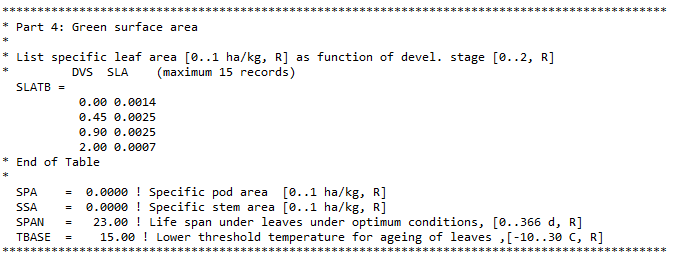 ***********************************************************************************************
* Part 4: Green surface area
*
* List specific leaf area [0..1 ha/kg, R] as function of devel. stage [0..2, R]
*         DVS  SLA    (maximum 15 records)
  SLATB =
           0.00 0.0014
           0.45 0.0025
           0.90 0.0025
           2.00 0.0007
* End of Table
*
  SPA    =  0.0000 ! Specific pod area  [0..1 ha/kg, R]
  SSA    =  0.0000 ! Specific stem area [0..1 ha/kg, R]
  SPAN   =   23.00 ! Life span under leaves under optimum conditions, [0..366 d, R]
  TBASE  =    15.00 ! Lower threshold temperature for ageing of leaves ,[-10..30 C, R]
***********************************************************************************************